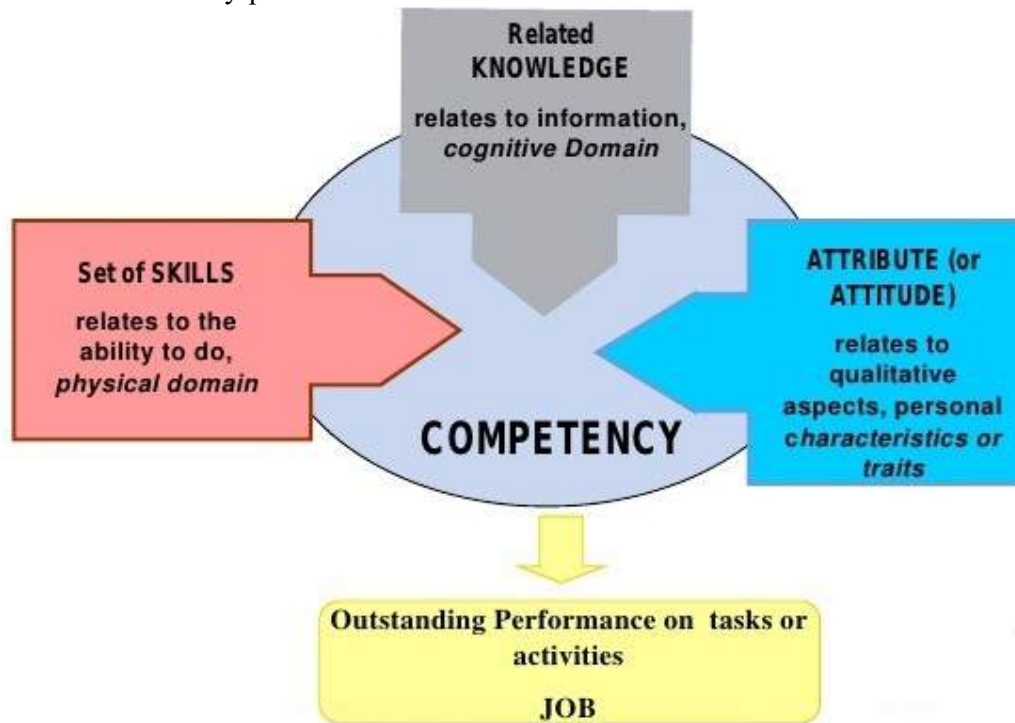 Related
KNOWLEDGE
relates to information,
cognitive Domain
Set of SKILLS
relates to the
ability to do,
physical domain
ATTRIBUTE (or
ATTITUDE)
relates to
qualitative
aspects, personal
characteristics or
traits
COMPETENCY
Outstanding Performance on tasks or
activities
JOB